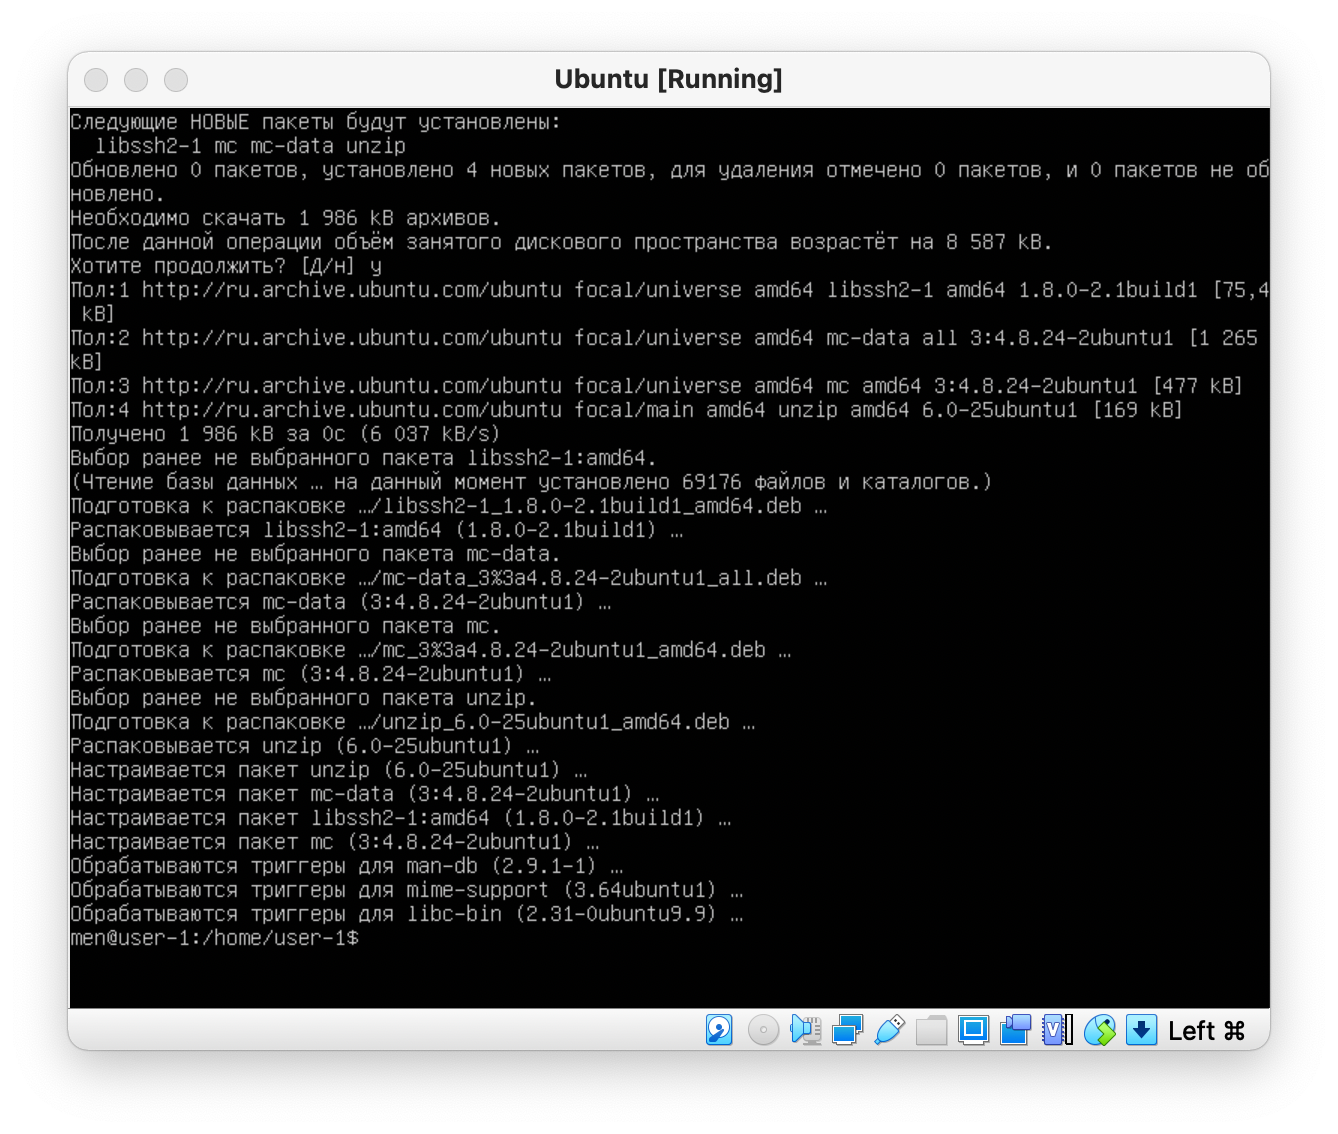 Ubuntu [Running]
Следующие НОВЫЕ пакеты будут установлены:
  libssh2-1 mc mc-data unzip
Обновлено 0 пакетов, установлено 4 новых пакетов, для удаления отмечено 0 пакетов, и 0 пакетов не об
новлено.
Необходимо скачать 1 986 kB архивов.
После данной операции объём занятого дискового пространства возрастёт на 8 587 kB.
Хотите продолжить? [Д/н] y
Пол:1 http://ru.archive.ubuntu.com/ubuntu focal/universe amd64 libssh2-1 amd64 1.8.0-2.1build1 [75,4
 kB]
Пол:2 http://ru.archive.ubuntu.com/ubuntu focal/universe amd64 mc-data all 3:4.8.24-2ubuntu1 [1 265
kB]
Пол:3 http://ru.archive.ubuntu.com/ubuntu focal/universe amd64 mc amd64 3:4.8.24-2ubuntu1 [477 kB]
Пол:4 http://ru.archive.ubuntu.com/ubuntu focal/main amd64 unzip amd64 6.0-25ubuntu1 [169 kB]
Получено 1 986 kB за 0с (6 037 kB/s)
Выбор ранее не выбранного пакета libssh2-1:amd64.
(Чтение базы данных … на данный момент установлено 69176 файлов и каталогов.)
Подготовка к распаковке …/libssh2-1_1.8.0-2.1build1_amd64.deb …
Распаковывается libssh2-1:amd64 (1.8.0-2.1build1) …
Выбор ранее не выбранного пакета mc-data.
Подготовка к распаковке …/mc-data_3%3a4.8.24-2ubuntu1_all.deb …
Распаковывается mc-data (3:4.8.24-2ubuntu1) …
Выбор ранее не выбранного пакета mc.
Подготовка к распаковке …/mc_3%3a4.8.24-2ubuntu1_amd64.deb …
Распаковывается mc (3:4.8.24-2ubuntu1) …
Выбор ранее не выбранного пакета unzip.
Подготовка к распаковке …/unzip_6.0-25ubuntu1_amd64.deb …
Распаковывается unzip (6.0-25ubuntu1) …
Настраивается пакет unzip (6.0-25ubuntu1) …
Настраивается пакет mc-data (3:4.8.24-2ubuntu1) …
Настраивается пакет libssh2-1:amd64 (1.8.0-2.1build1) …
Настраивается пакет mc (3:4.8.24-2ubuntu1) …
Обрабатываются триггеры для man-db (2.9.1-1) …
Обрабатываются триггеры для mime-support (3.64ubuntu1) …
Обрабатываются триггеры для libc-bin (2.31-0ubuntu9.9) …
men@user-1:/home/user-1$
Left ⌘